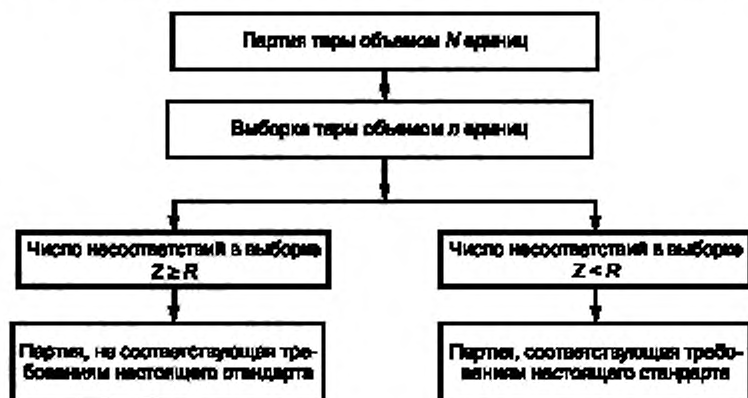 Партия тары объемом N единиц
Выборка тары объемом n единиц
Число несоответствий в выборке
Z ≥ R
Число несоответствий в выборке
Z < R
Партия, не соответствующая тре-
бованиям настоящего стандарта
Партия, соответствующая требо-
ваниям настоящего стандарта